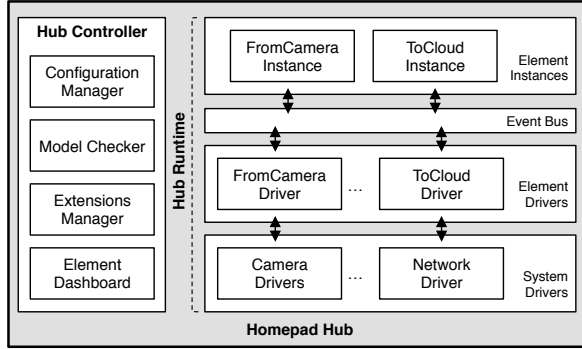 Hub Controller
Configuration
Manager
Model Checker
Extensions
Manager
Element
Dashboard
Hub Runtime
FromCamera
Instance
ToCloud
Instance
Element
Instances
Event Bus
FromCamera
Driver
...
ToCloud
Driver
Element
Drivers
Camera
Drivers
...
Network
Driver
System
Drivers
Homepad Hub